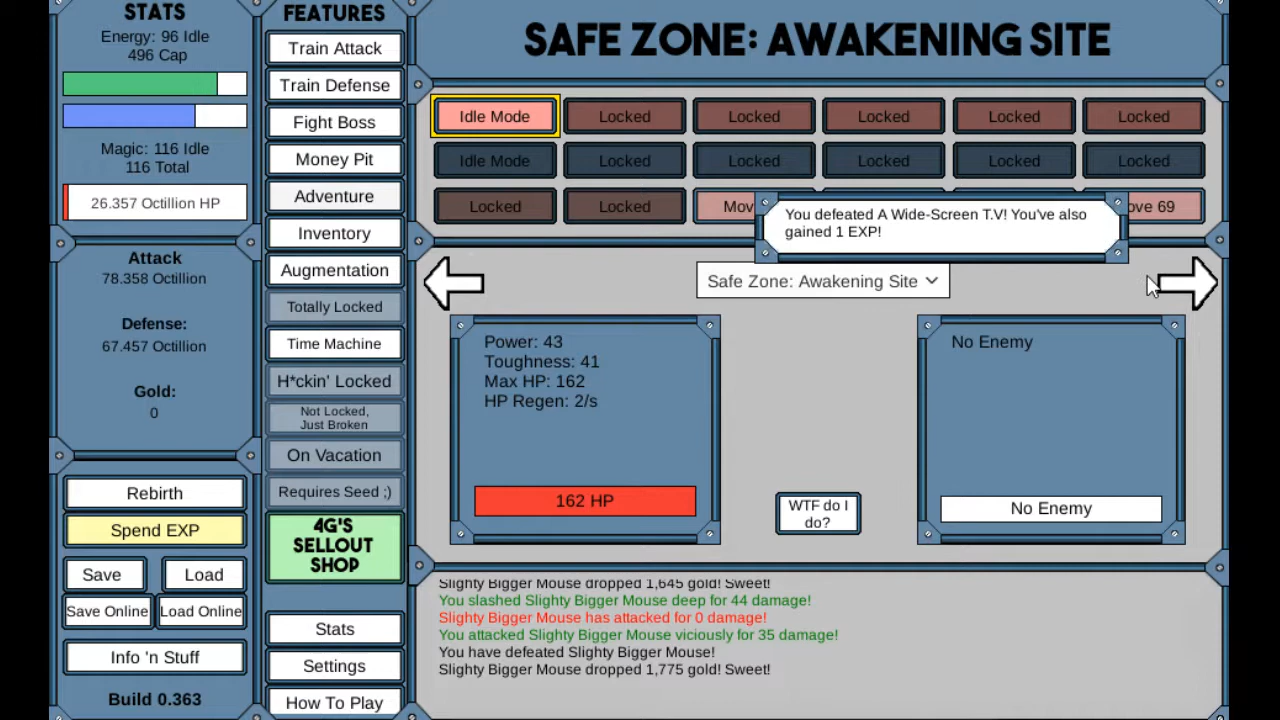 STATS
Energy: 96 Idle
496 Cap
Magic: 116 Idle
116 Total
26.357 Octillion HP
Attack
78.358 Octillion
Defense:
67.457 Octillion
Gold:
0
Rebirth
Spend EXP
Save
Load
Save Online
Load Online
Info 'n Stuff
Build 0.363
FEATURES
Train Attack
Train Defense
Fight Boss
Money Pit
Adventure
Inventory
Augmentation
Totally Locked
Time Machine
H*ckin' Locked
Not Locked,
Just Broken
On Vacation
Requires Seed ;)
4G'S
SELLOUT
SHOP
Stats
Settings
How To Play
SAFE ZONE: AWAKENING SITE
Idle Mode
Locked
Locked
Locked
Locked
Locked
Idle Mode
Locked
Locked
Locked
Locked
Locked
Locked
Locked
Mov
ove 69
You defeated A Wide-Screen T.V! You've also
gained 1 EXP!
Safe Zone: Awakening Site
Power: 43
Toughness: 41
Max HP: 162
HP Regen: 2/s
162 HP
WTF do I
do?
No Enemy
No Enemy
Slighty Bigger Mouse dropped 1,645 gold! Sweet!
You slashed Slighty Bigger Mouse deep for 44 damage!
Slighty Bigger Mouse has attacked for 0 damage!
You attacked Slighty Bigger Mouse viciously for 35 damage!
You have defeated Slighty Bigger Mouse!
Slighty Bigger Mouse dropped 1,775 gold! Sweet!